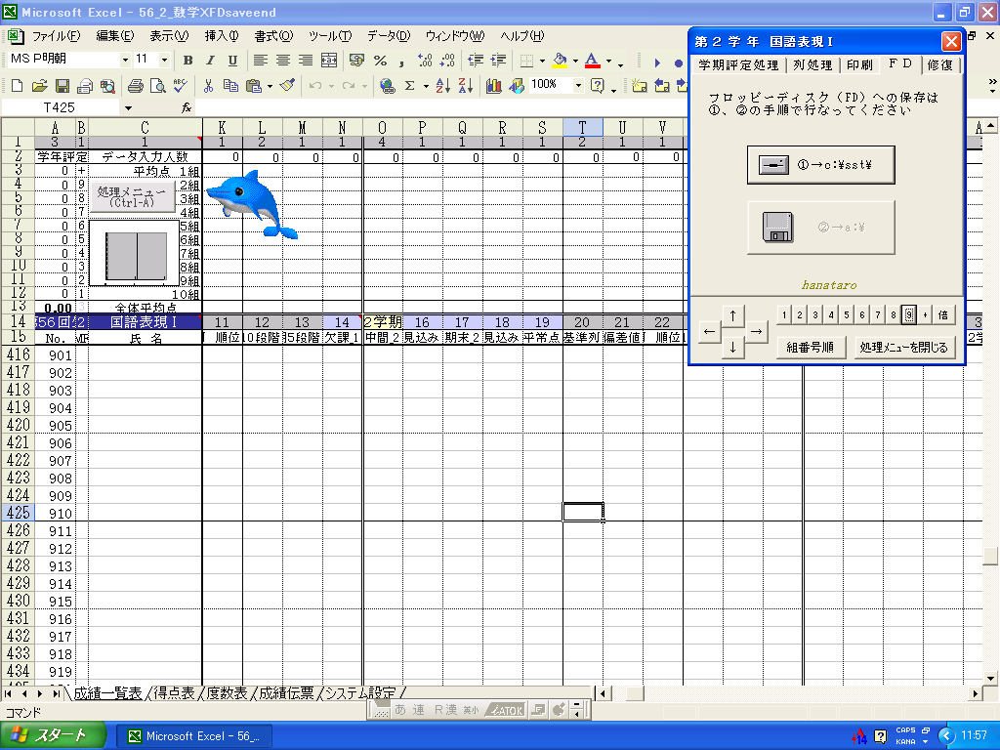 Microsoft Excel - 56_2_数学XFDsaveend
ファイル(F) 編集(E) 表示(V) 挿入(I) 書式(O) ツール(T) データ(D) ウィンドウ(W) ヘルプ(H)
MS P明朝 11 B I U
100%
T425 fx
A B C K L M N O P Q R S T U V
1 3 1 1 1 2 1 1 4 1 1 1 1 2 1 1
2 学年評定 データ入力人数 0 0 0 0 0 0 0 0 0 0 0 0
3 0 + 平均点 1組
4 0 9 2組
5 0 8 3組
6 0 7 4組
7 0 6 5組
8 0 5 6組
9 0 4 7組
10 0 3 8組
11 0 2 9組
12 0 1 10組
13 0.00 全体平均点
処理メニュー
(Ctrl-A)
14 56回 2 国語表現Ⅰ 11 12 13 14 2学期 16 17 18 19 20 21 22
15 No. 氏 名 順位 10段階 5段階 欠課_1 中間_2 見込み 期末_2 見込み 平常点 基準列 偏差値 順位
416 901
417 902
418 903
419 904
420 905
421 906
422 907
423 908
424 909
425 910
426 911
427 912
428 913
429 914
430 915
431 916
432 917
433 918
434 919
成績一覧表 得点表 度数表 成績伝票 システム設定
コマンド
あ 連 R漢 英小 ATOK
スタート
Microsoft Excel - 56_...
CAPS
KANA
11:57
第２学年 国語表現Ⅰ
学期評定処理 列処理 印刷 ＦＤ 修復
フロッピーディスク（FD）への保存は
①、②の手順で行なってください
①→c:¥sst¥
②→a:¥
hanataro
↑ ← → ↓
1 2 3 4 5 6 7 8 9 + 倍
組番号順 処理メニューを閉じる